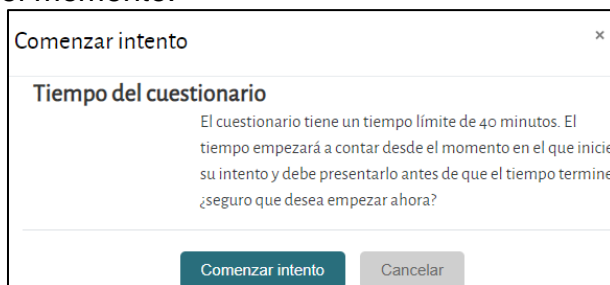 el momento.
Comenzar intento ×
Tiempo del cuestionario
El cuestionario tiene un tiempo límite de 40 minutos. El
tiempo empezará a contar desde el momento en el que inicie
su intento y debe presentarlo antes de que el tiempo termine
¿seguro que desea empezar ahora?
Comenzar intento Cancelar